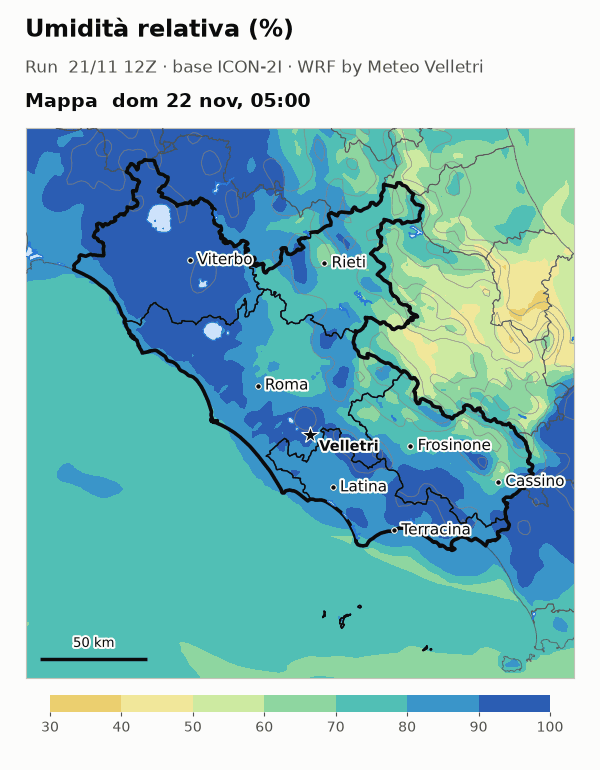 Umidità relativa (%)
Run  21/11 12Z · base ICON-2I · WRF by Meteo Velletri
Mappa  dom 22 nov, 05:00
Viterbo
Rieti
Roma
Velletri
Frosinone
Latina
Cassino
Terracina
50 km
30 40 50 60 70 80 90 100